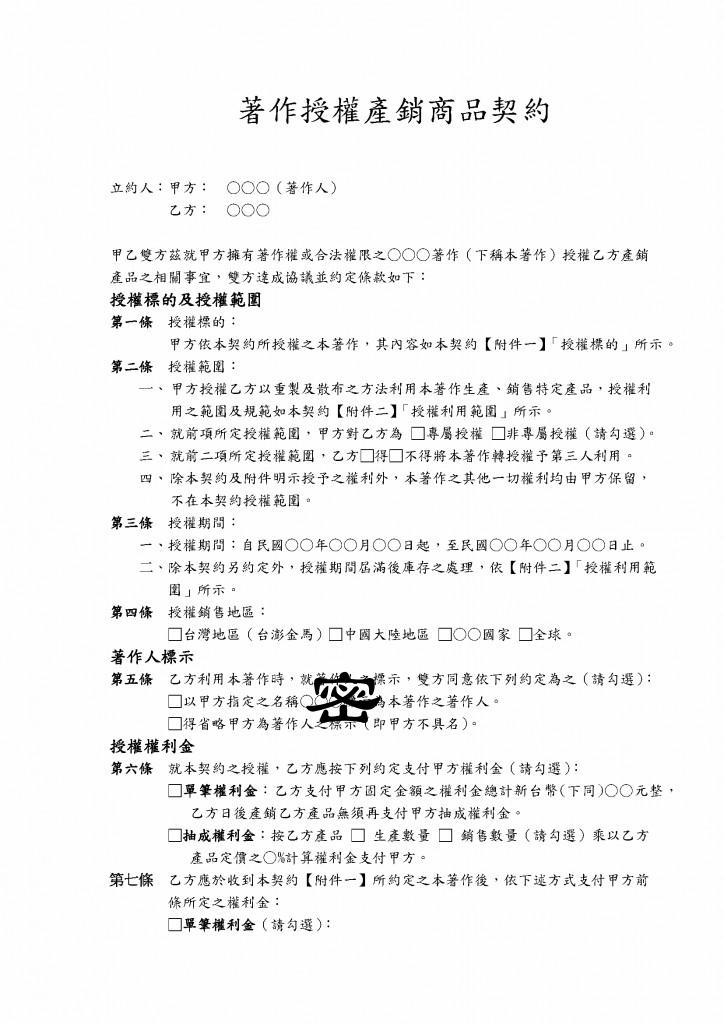 著作授權產銷商品契約
立約人：甲方： ○○○（著作人）
乙方： ○○○
甲乙雙方茲就甲方擁有著作權或合法權限之○○○著作（下稱本著作）授權乙方產銷
產品之相關事宜，雙方達成協議並約定條款如下：
授權標的及授權範圍
第一條 授權標的：
甲方依本契約所授權之本著作，其內容如本契約【附件一】「授權標的」所示。
第二條 授權範圍：
一、甲方授權乙方以重製及散布之方法利用本著作生產、銷售特定產品，授權利
用之範圍及規範如本契約【附件二】「授權利用範圍」所示。
二、就前項所定授權範圍，甲方對乙方為 □專屬授權 □非專屬授權（請勾選）。
三、就前二項所定授權範圍，乙方□得□不得將本著作轉授權予第三人利用。
四、除本契約及附件明示授予之權利外，本著作之其他一切權利均由甲方保留，
不在本契約授權範圍。
第三條 授權期間：
一、授權期間：自民國○○年○○月○○日起，至民國○○年○○月○○日止。
二、除本契約另約定外，授權期間屆滿後庫存之處理，依【附件二】「授權利用範
圍」所示。
第四條 授權銷售地區：
□台灣地區（台澎金馬）□中國大陸地區 □○○國家 □全球。
著作人標示
第五條 乙方利用本著作時，就著作人之標示，雙方同意依下列約定為之（請勾選）：
□以甲方指定之名稱○○ 為本著作之著作人。
密
□得省略甲方為著作人之標示（即甲方不具名）。
授權權利金
第六條 就本契約之授權，乙方應按下列約定支付甲方權利金（請勾選）：
□單筆權利金：乙方支付甲方固定金額之權利金總計新台幣(下同)○○元整，
乙方日後產銷乙方產品無須再支付甲方抽成權利金。
□抽成權利金：按乙方產品 □ 生產數量 □ 銷售數量（請勾選）乘以乙方
產品定價之○%計算權利金支付甲方。
第七條 乙方應於收到本契約【附件一】所約定之本著作後，依下述方式支付甲方前
條所定之權利金：
□單筆權利金（請勾選）：